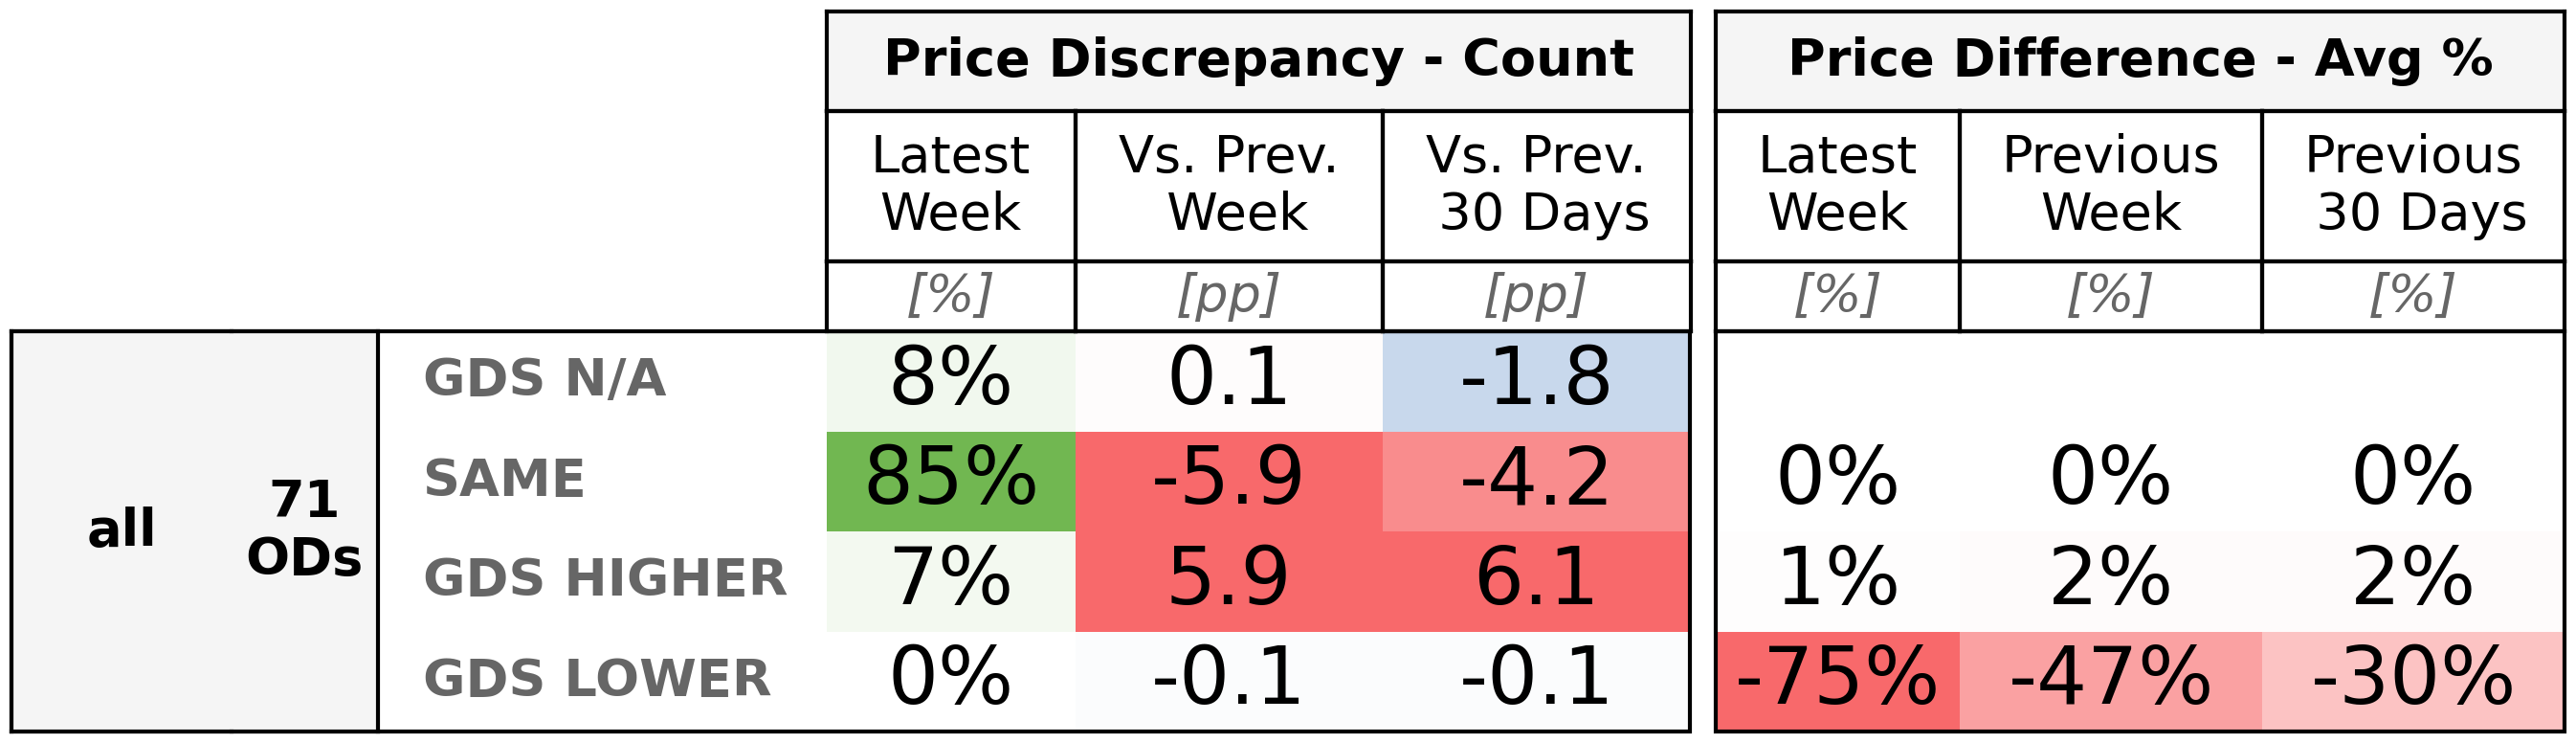 Price Discrepancy - Count Price Difference - Avg %
Latest Week Vs. Prev. Week Vs. Prev. 30 Days Latest Week Previous Week Previous 30 Days
[%] [pp] [pp] [%] [%] [%]
all 71 ODs
GDS N/A 8% 0.1 -1.8
SAME 85% -5.9 -4.2 0% 0% 0%
GDS HIGHER 7% 5.9 6.1 1% 2% 2%
GDS LOWER 0% -0.1 -0.1 -75% -47% -30%